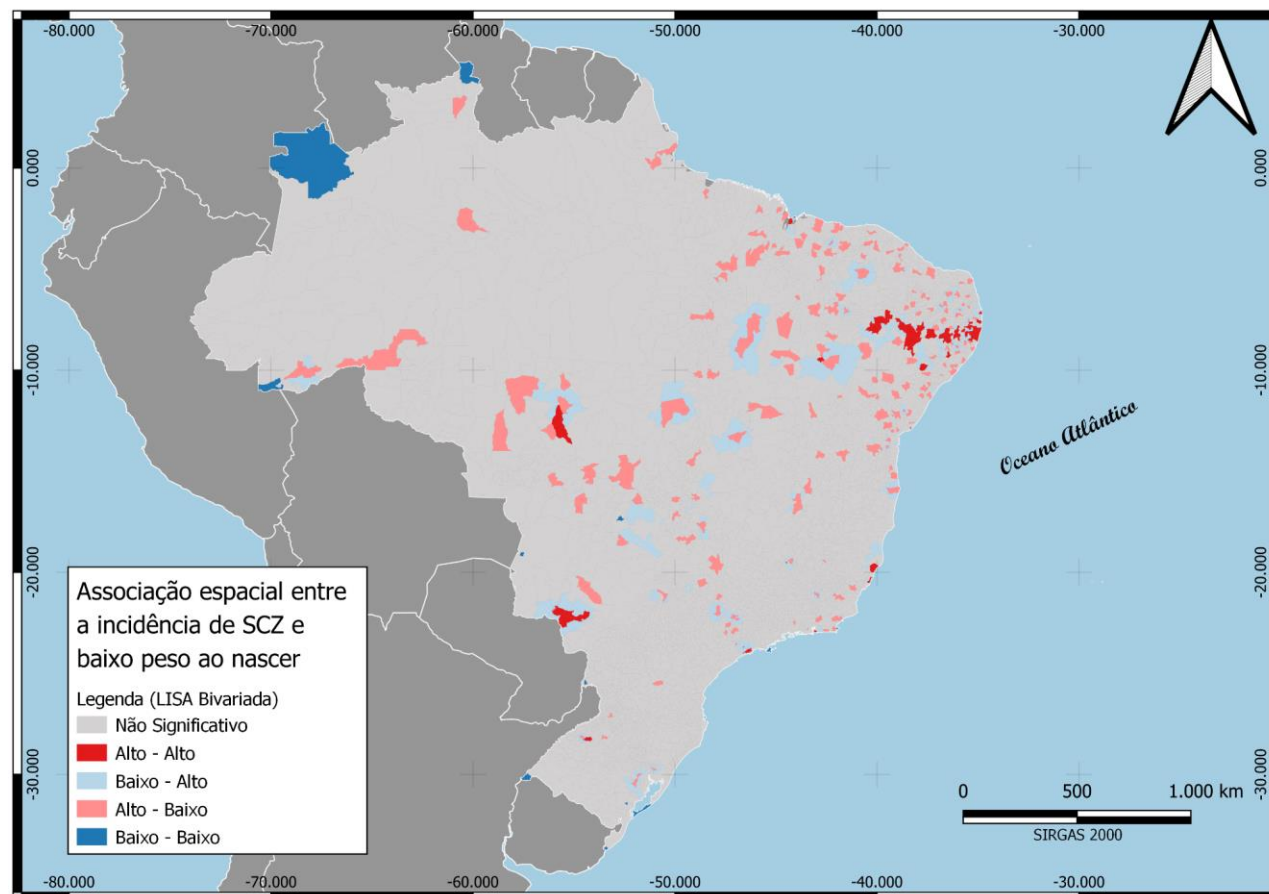 -80.000 -70.000 -60.000 -50.000 -40.000 -30.000
0.000 0.000
-10.000 -10.000
Oceano Atlântico
-20.000 -20.000
Associação espacial entre
a incidência de SCZ e
baixo peso ao nascer
Legenda (LISA Bivariada)
Não Significativo
Alto - Alto
Baixo - Alto
Alto - Baixo
Baixo - Baixo
-30.000 -30.000
0 500 1.000 km
SIRGAS 2000
-80.000 -70.000 -60.000 -50.000 -40.000 -30.000